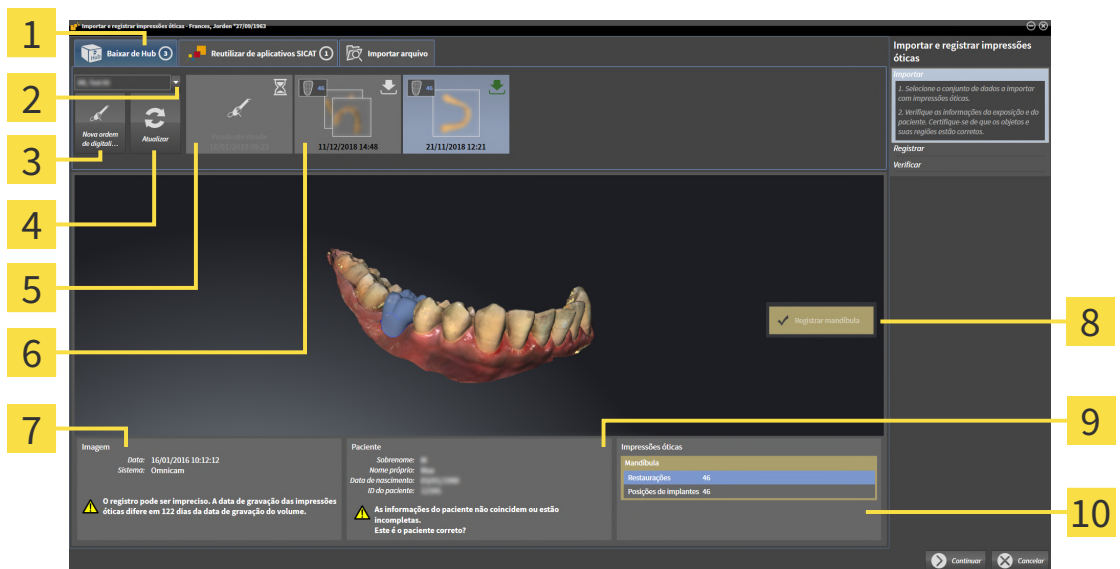 Importar e registrar impressões óticas - Frances, Jorden *27/09/1963
1
Baixar de Hub 3
Reutilizar de aplicativos SICAT 1
Importar arquivo
Importar e registrar impressões
óticas
Importar
1. Selecione o conjunto de dados a importar
com impressões óticas.
2. Verifique as informações da exposição e do
paciente. Certifique-se de que os objetos e
suas regiões estão corretos.
Registrar
Verificar
2
Nova ordem
de digitali...
Atualizar
46
11/12/2018 14:48
46
21/11/2018 12:21
3
4
5
6
Registrar mandíbula
8
7
9
10
Imagem
Data: 16/01/2016 10:12:12
Sistema: Omnicam
O registro pode ser impreciso. A data de gravação das impressões
óticas difere em 122 dias da data de gravação do volume.
Paciente
Sobrenome:
Nome próprio:
Data de nascimento:
ID do paciente:
As informações do paciente não coincidem ou estão
incompletas.
Este é o paciente correto?
Impressões óticas
Mandíbula
Restaurações 46
Posições de implantes 46
Continuar
Cancelar